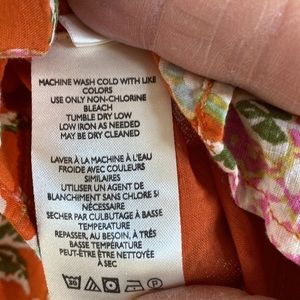 MACHINE WASH COLD WITH LIKE
COLORS
USE ONLY NON-CHLORINE
BLEACH
TUMBLE DRY LOW
LOW IRON AS NEEDED
MAY BE DRY CLEANED
LAVER À LA MACHINE À L'EAU
FROIDE AVEC COULEURS
SIMILAIRES
UTILISER UN AGENT DE
BLANCHIMENT SANS CHLORE SI
NÉCESSAIRE
SECHER PAR CULBUTAGE À BASSE
TEMPERATURE
REPASSER, AU BESOIN, À TRÈS
BASSE TEMPÉRATURE
PEUT-ÊTRE ÊTRE NETTOYÉE
À SEC
30